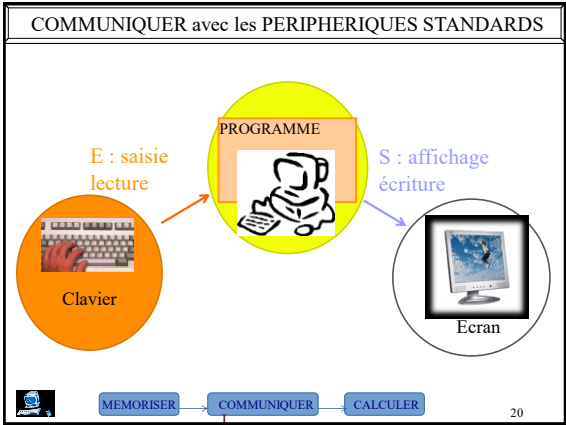 COMMUNIQUER avec les PERIPHERIQUES STANDARDS
PROGRAMME
E : saisie
lecture
S : affichage
écriture
Clavier
Ecran
MEMORISER
COMMUNIQUER
CALCULER
20